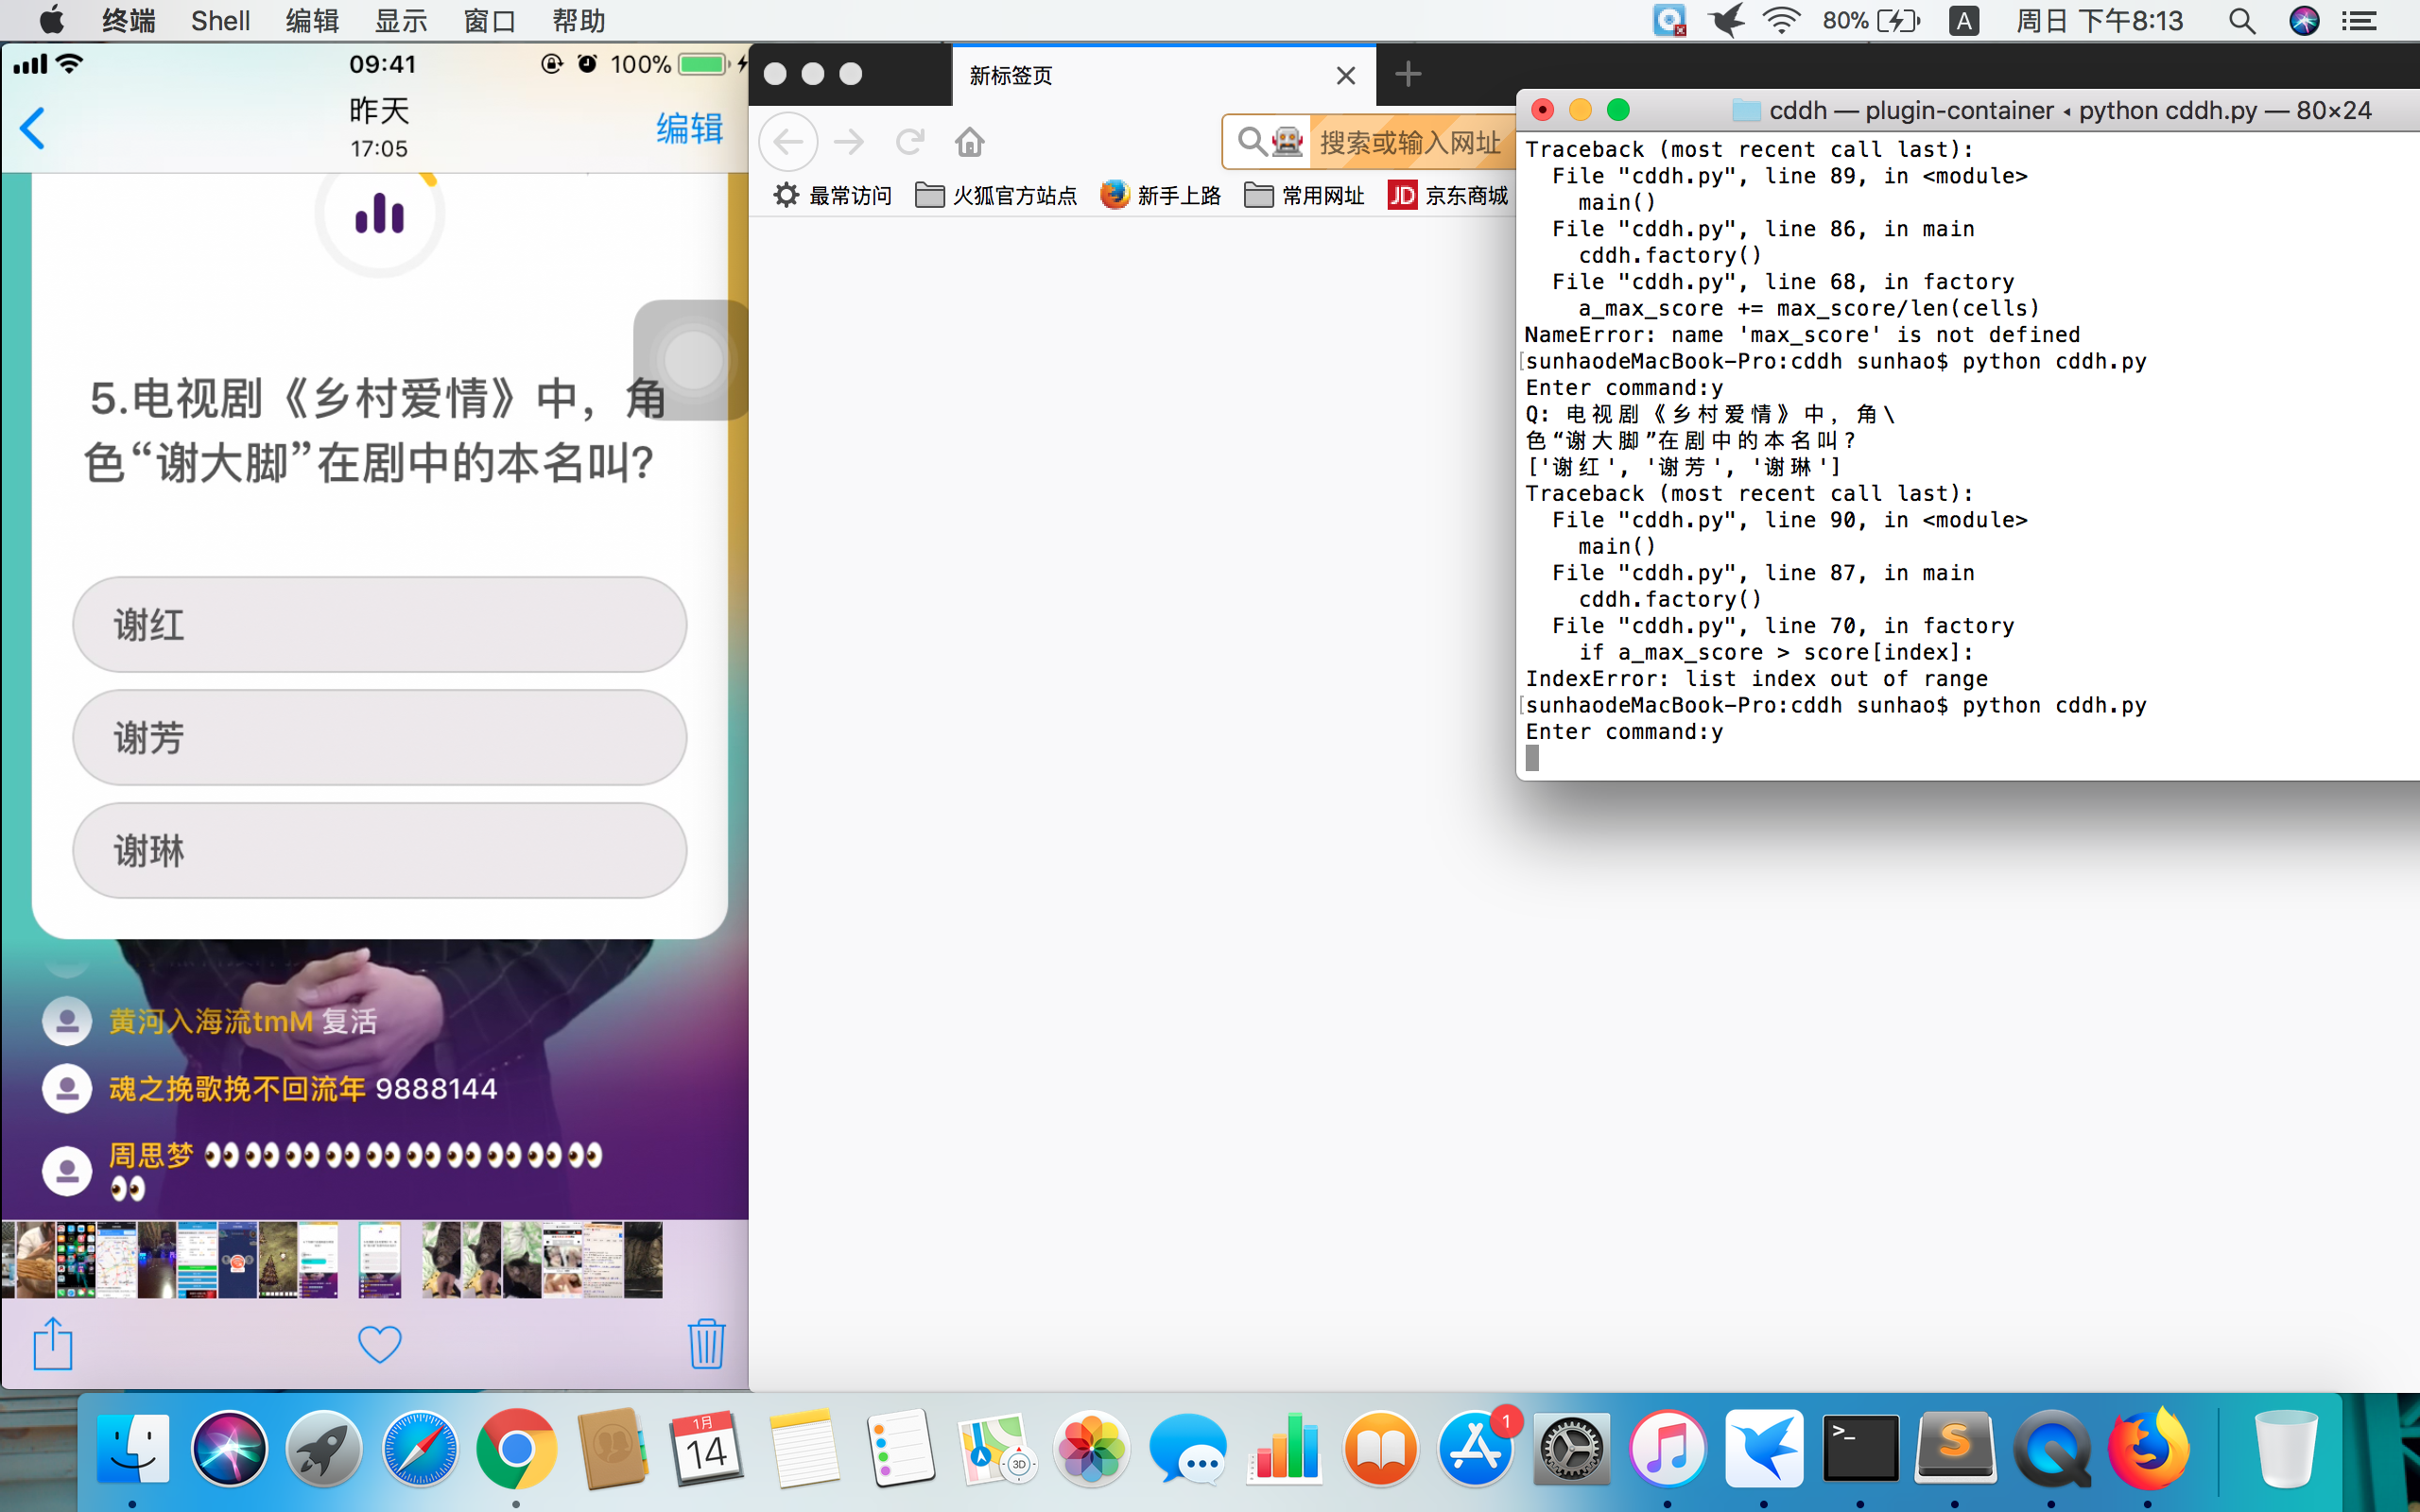 终端 Shell 编辑 显示 窗口 帮助
80% A 周日 下午8:13
09:41 100%
昨天
17:05
编辑
5.电视剧《乡村爱情》中，角
色“谢大脚”在剧中的本名叫?
谢红
谢芳
谢琳
黄河入海流tmM 复活
魂之挽歌挽不回流年 9888144
周思梦
新标签页
搜索或输入网址
最常访问 火狐官方站点 新手上路 常用网址 JD 京东商城
cddh — plugin-container ◂ python cddh.py — 80×24
Traceback (most recent call last):
  File "cddh.py", line 89, in <module>
    main()
  File "cddh.py", line 86, in main
    cddh.factory()
  File "cddh.py", line 68, in factory
    a_max_score += max_score/len(cells)
NameError: name 'max_score' is not defined
[sunhaodeMacBook-Pro:cddh sunhao$ python cddh.py
Enter command:y
Q: 电视剧《乡村爱情》中，角\
色“谢大脚”在剧中的本名叫?
['谢红', '谢芳', '谢琳']
Traceback (most recent call last):
  File "cddh.py", line 90, in <module>
    main()
  File "cddh.py", line 87, in main
    cddh.factory()
  File "cddh.py", line 70, in factory
    if a_max_score > score[index]:
IndexError: list index out of range
[sunhaodeMacBook-Pro:cddh sunhao$ python cddh.py
Enter command:y
1月
14
3D
1
>_
S